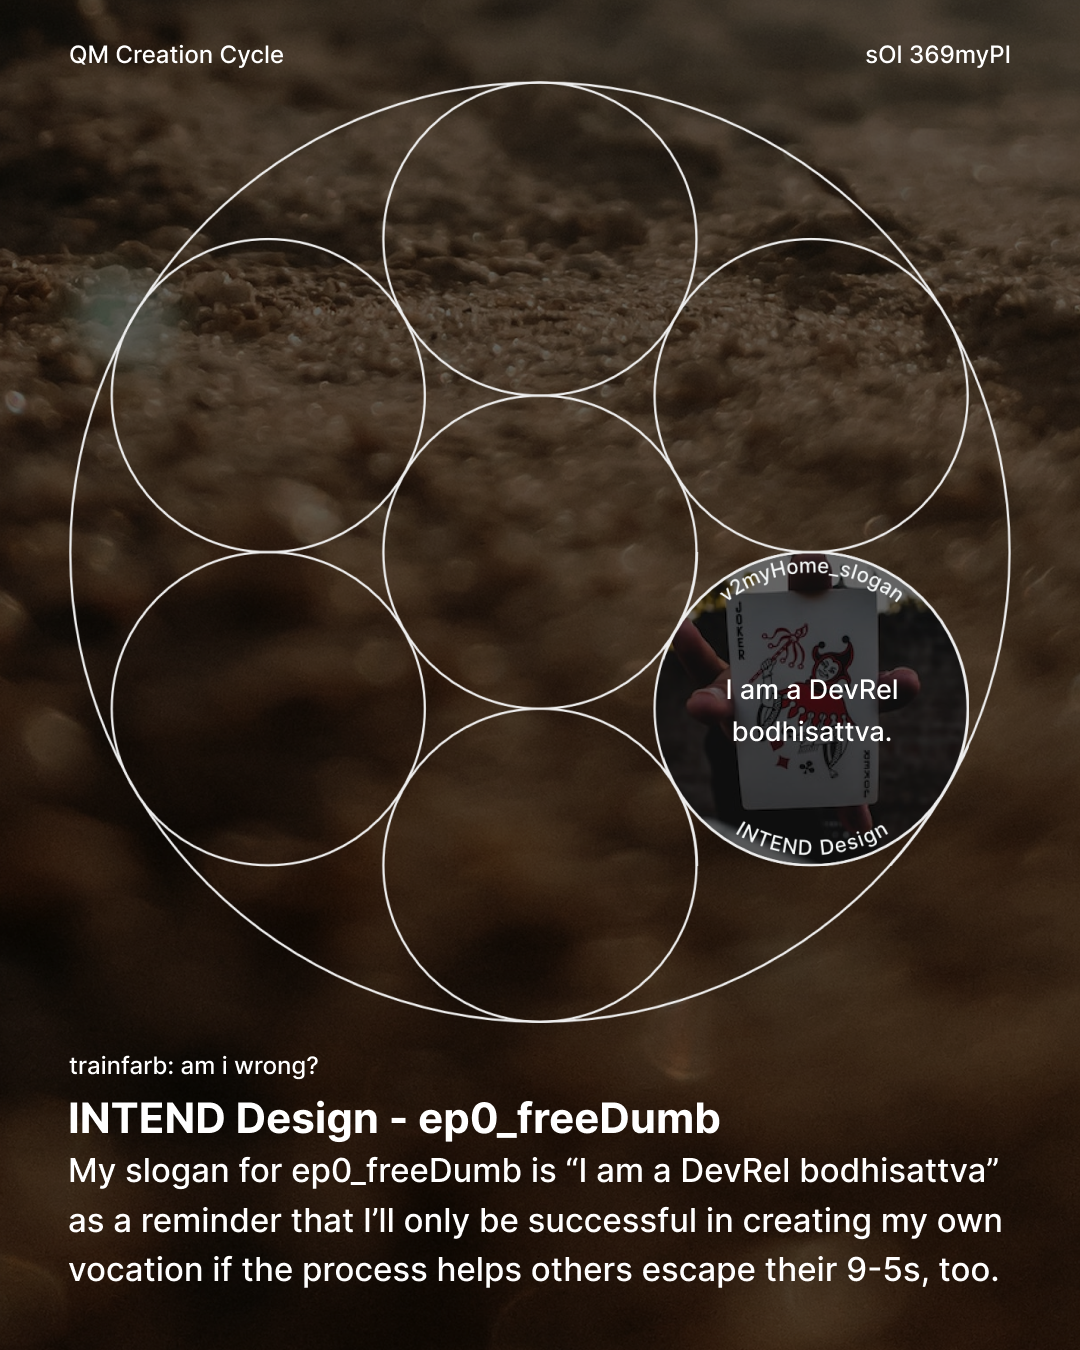 QM Creation Cycle
sOl 369myPI
v2myHome_slogan
JOKER
I am a DevRel
bodhisattva.
JOKER
INTEND Design
trainfarb: am i wrong?
INTEND Design - ep0_freeDumb
My slogan for ep0_freeDumb is “I am a DevRel bodhisattva”
as a reminder that I’ll only be successful in creating my own
vocation if the process helps others escape their 9-5s, too.